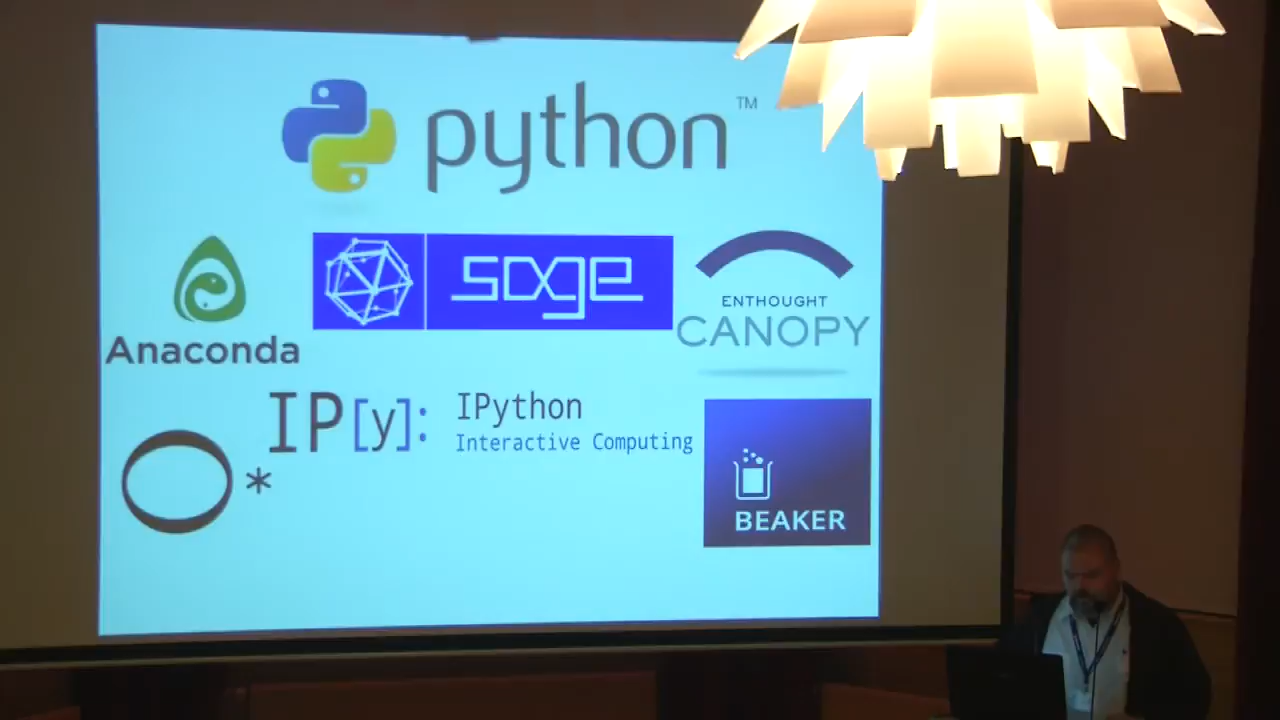 python™
Anaconda
sage
ENTHOUGHT
CANOPY
IP[y]:
IPython
Interactive Computing
*
BEAKER